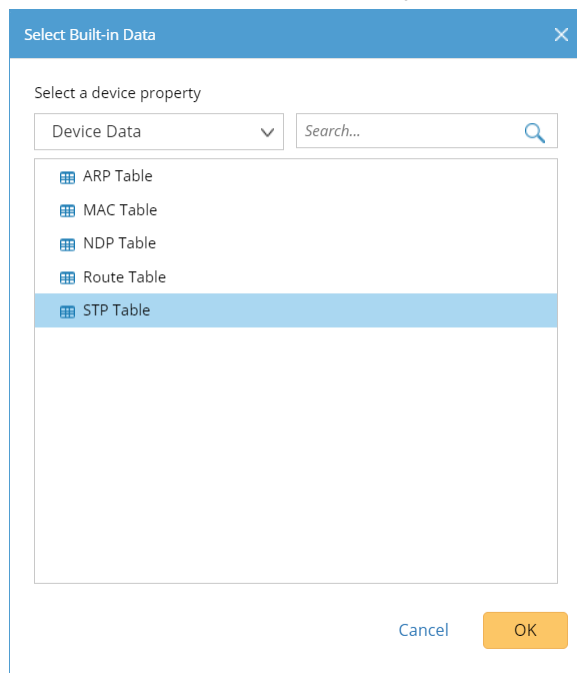 Select Built-in Data
Select a device property
Device Data
Search...
ARP Table
MAC Table
NDP Table
Route Table
STP Table
Cancel
OK